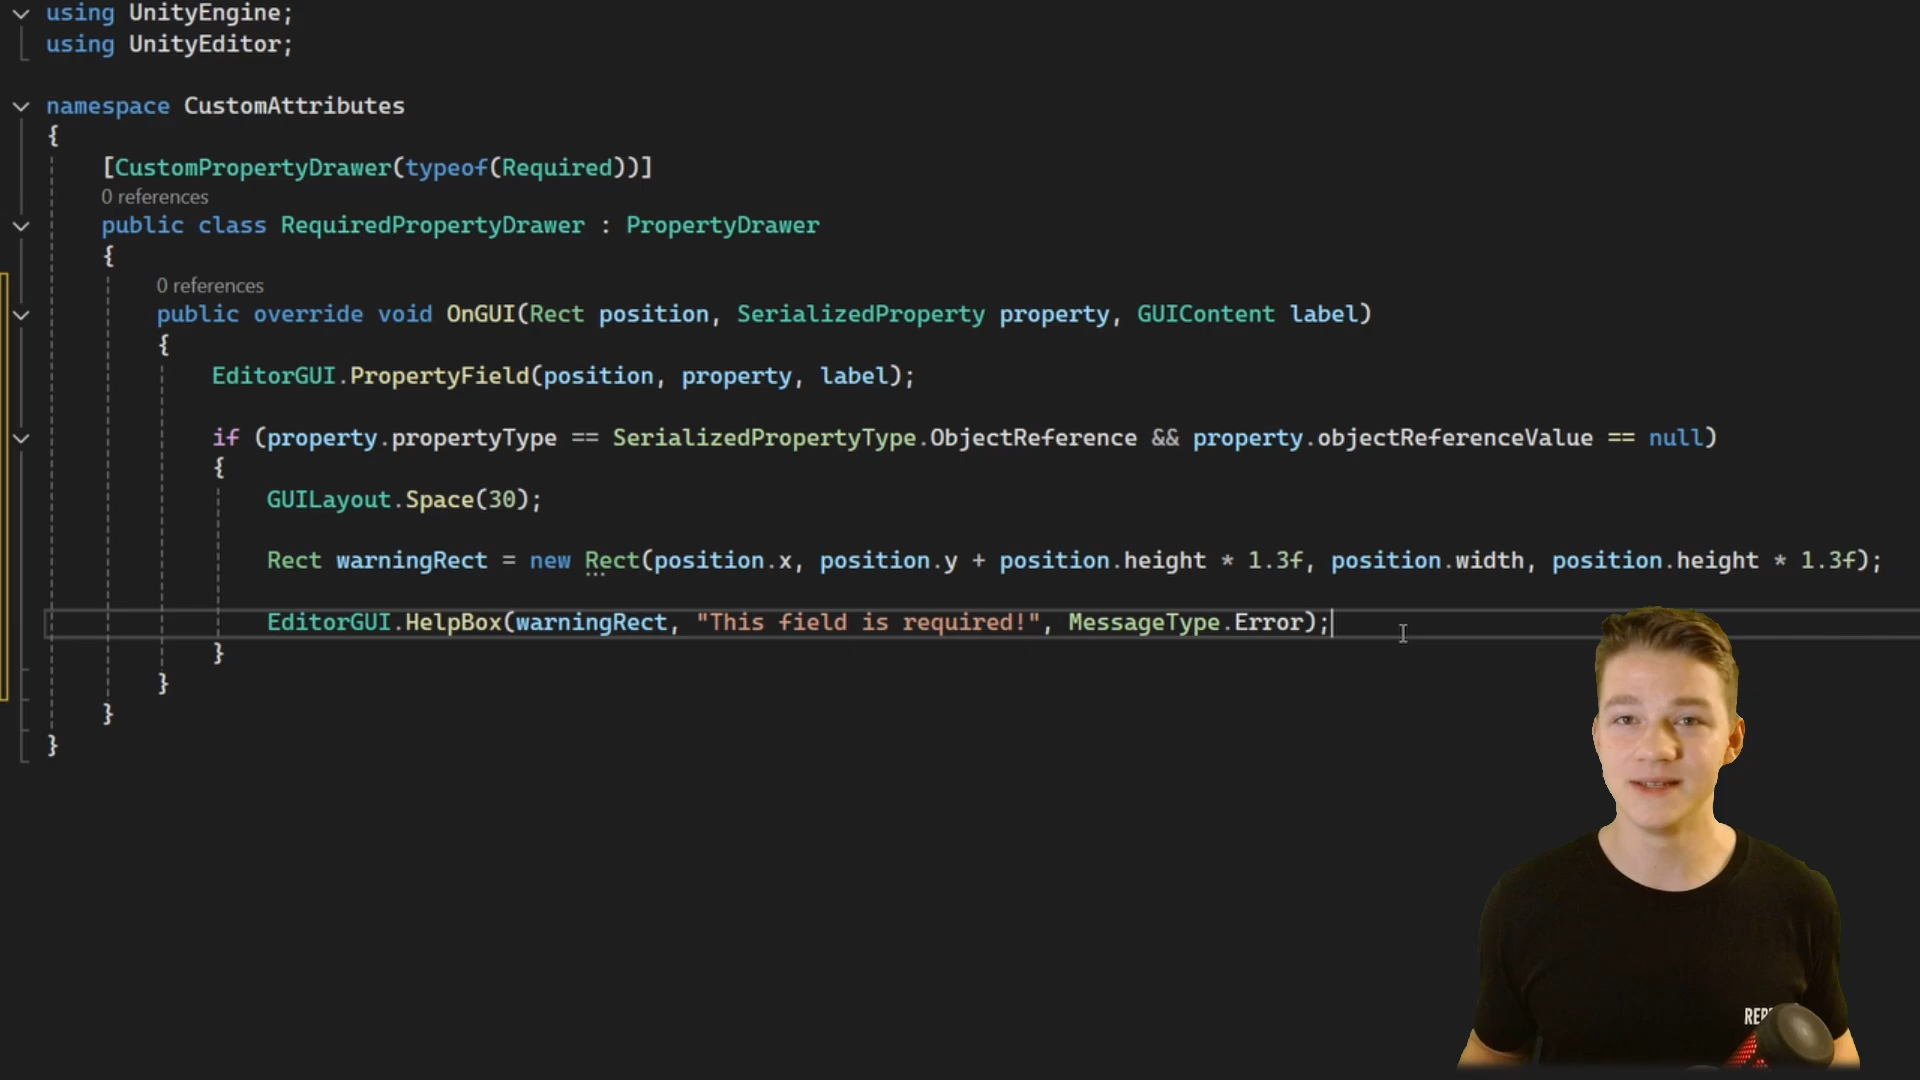 using UnityEngine;
using UnityEditor;
namespace CustomAttributes
{
[CustomPropertyDrawer(typeof(Required))]
0 references
public class RequiredPropertyDrawer : PropertyDrawer
{
0 references
public override void OnGUI(Rect position, SerializedProperty property, GUIContent label)
{
EditorGUI.PropertyField(position, property, label);
if (property.propertyType == SerializedPropertyType.ObjectReference && property.objectReferenceValue == null)
{
GUILayout.Space(30);
Rect warningRect = new Rect(position.x, position.y + position.height * 1.3f, position.width, position.height * 1.3f);
EditorGUI.HelpBox(warningRect, "This field is required!", MessageType.Error);
}
}
}
}